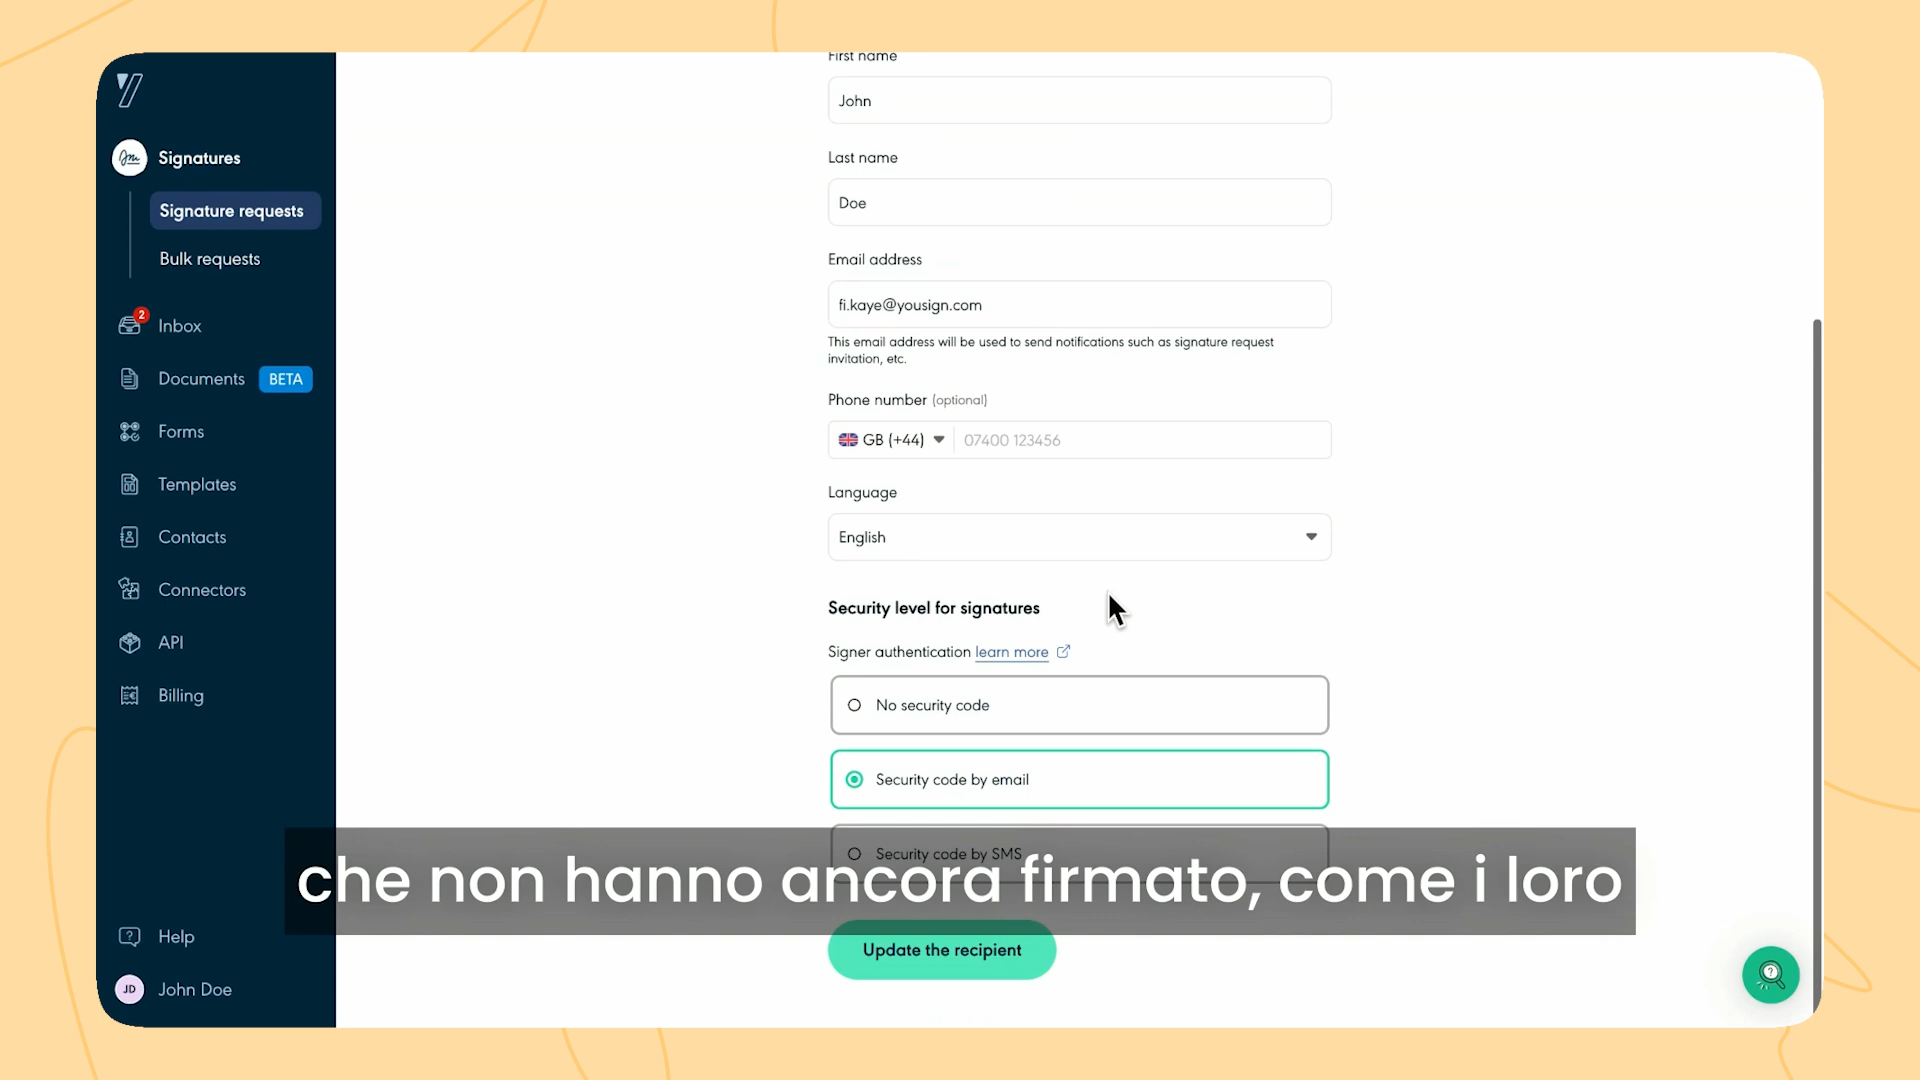 First name
John
Last name
Doe
Email address
fi.kaye@yousign.com
This email address will be used to send notifications such as signature request
invitation, etc.
Phone number (optional)
GB (+44) 07400 123456
Language
English
Security level for signatures
Signer authentication learn more
No security code
Security code by email
Security code by SMS
Update the recipient
Signatures
Signature requests
Bulk requests
2
Inbox
Documents BETA
Forms
Templates
Contacts
Connectors
API
Billing
Help
JD John Doe
che non hanno ancora firmato, come i loro